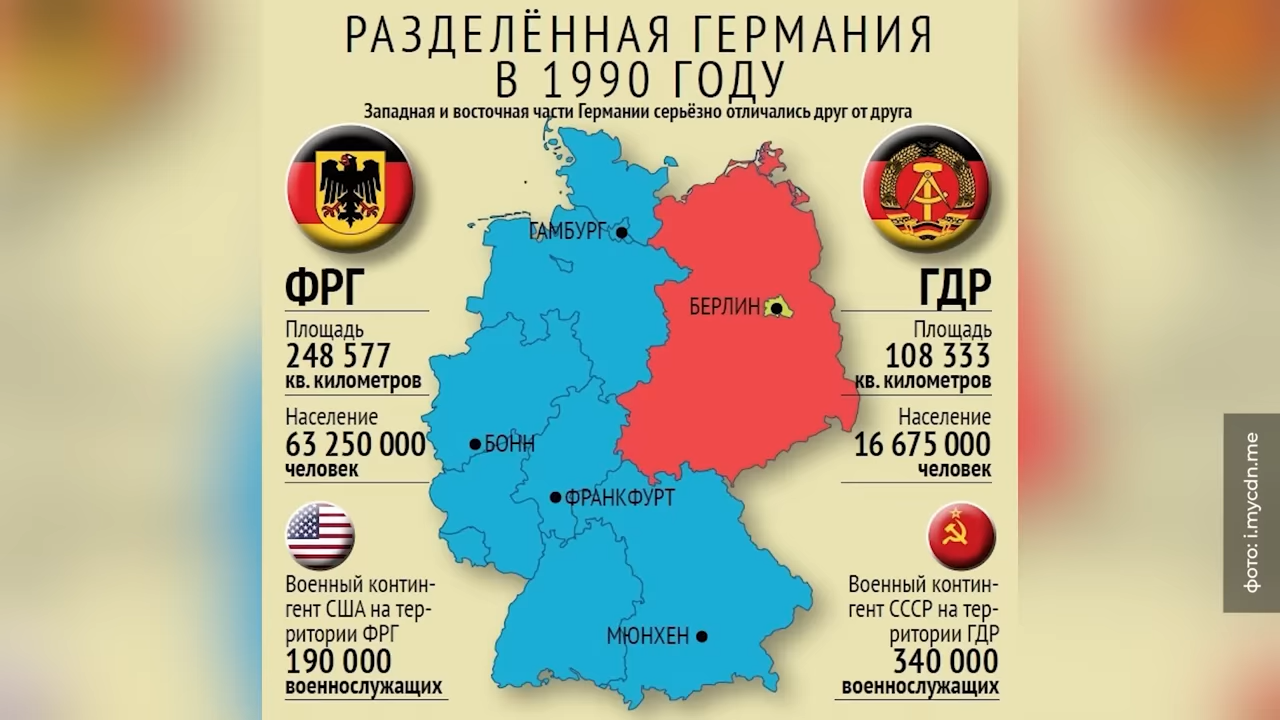 РАЗДЕЛЁННАЯ ГЕРМАНИЯ
В 1990 ГОДУ
Западная и восточная части Германии серьёзно отличались друг от друга
ФРГ
Площадь
248 577
кв. километров
Население
63 250 000
человек
Военный контин-
гент США на тер-
ритории ФРГ
190 000
военнослужащих
ГАМБУРГ
БЕРЛИН
БОНН
ФРАНКФУРТ
МЮНХЕН
ГДР
Площадь
108 333
кв. километров
Население
16 675 000
человек
Военный контин-
гент СССР на тер-
ритории ГДР
340 000
военнослужащих
фото: i.mycdn.me